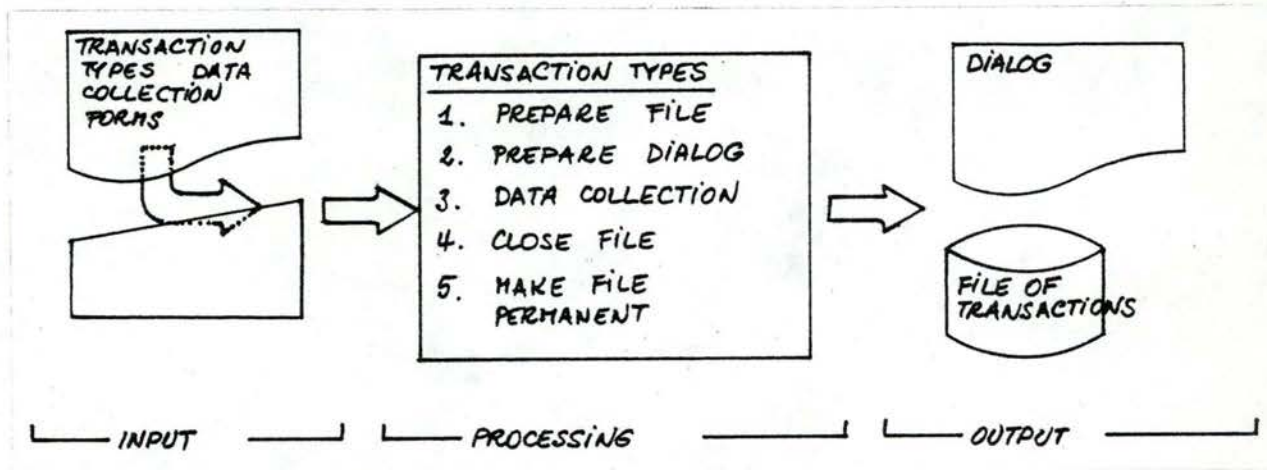 TRANSACTION
TYPES DATA
COLLECTION
FORMS
TRANSACTION TYPES
1. PREPARE FILE
2. PREPARE DIALOG
3. DATA COLLECTION
4. CLOSE FILE
5. MAKE FILE
PERMANENT
DIALOG
FILE OF
TRANSACTIONS
INPUT
PROCESSING
OUTPUT